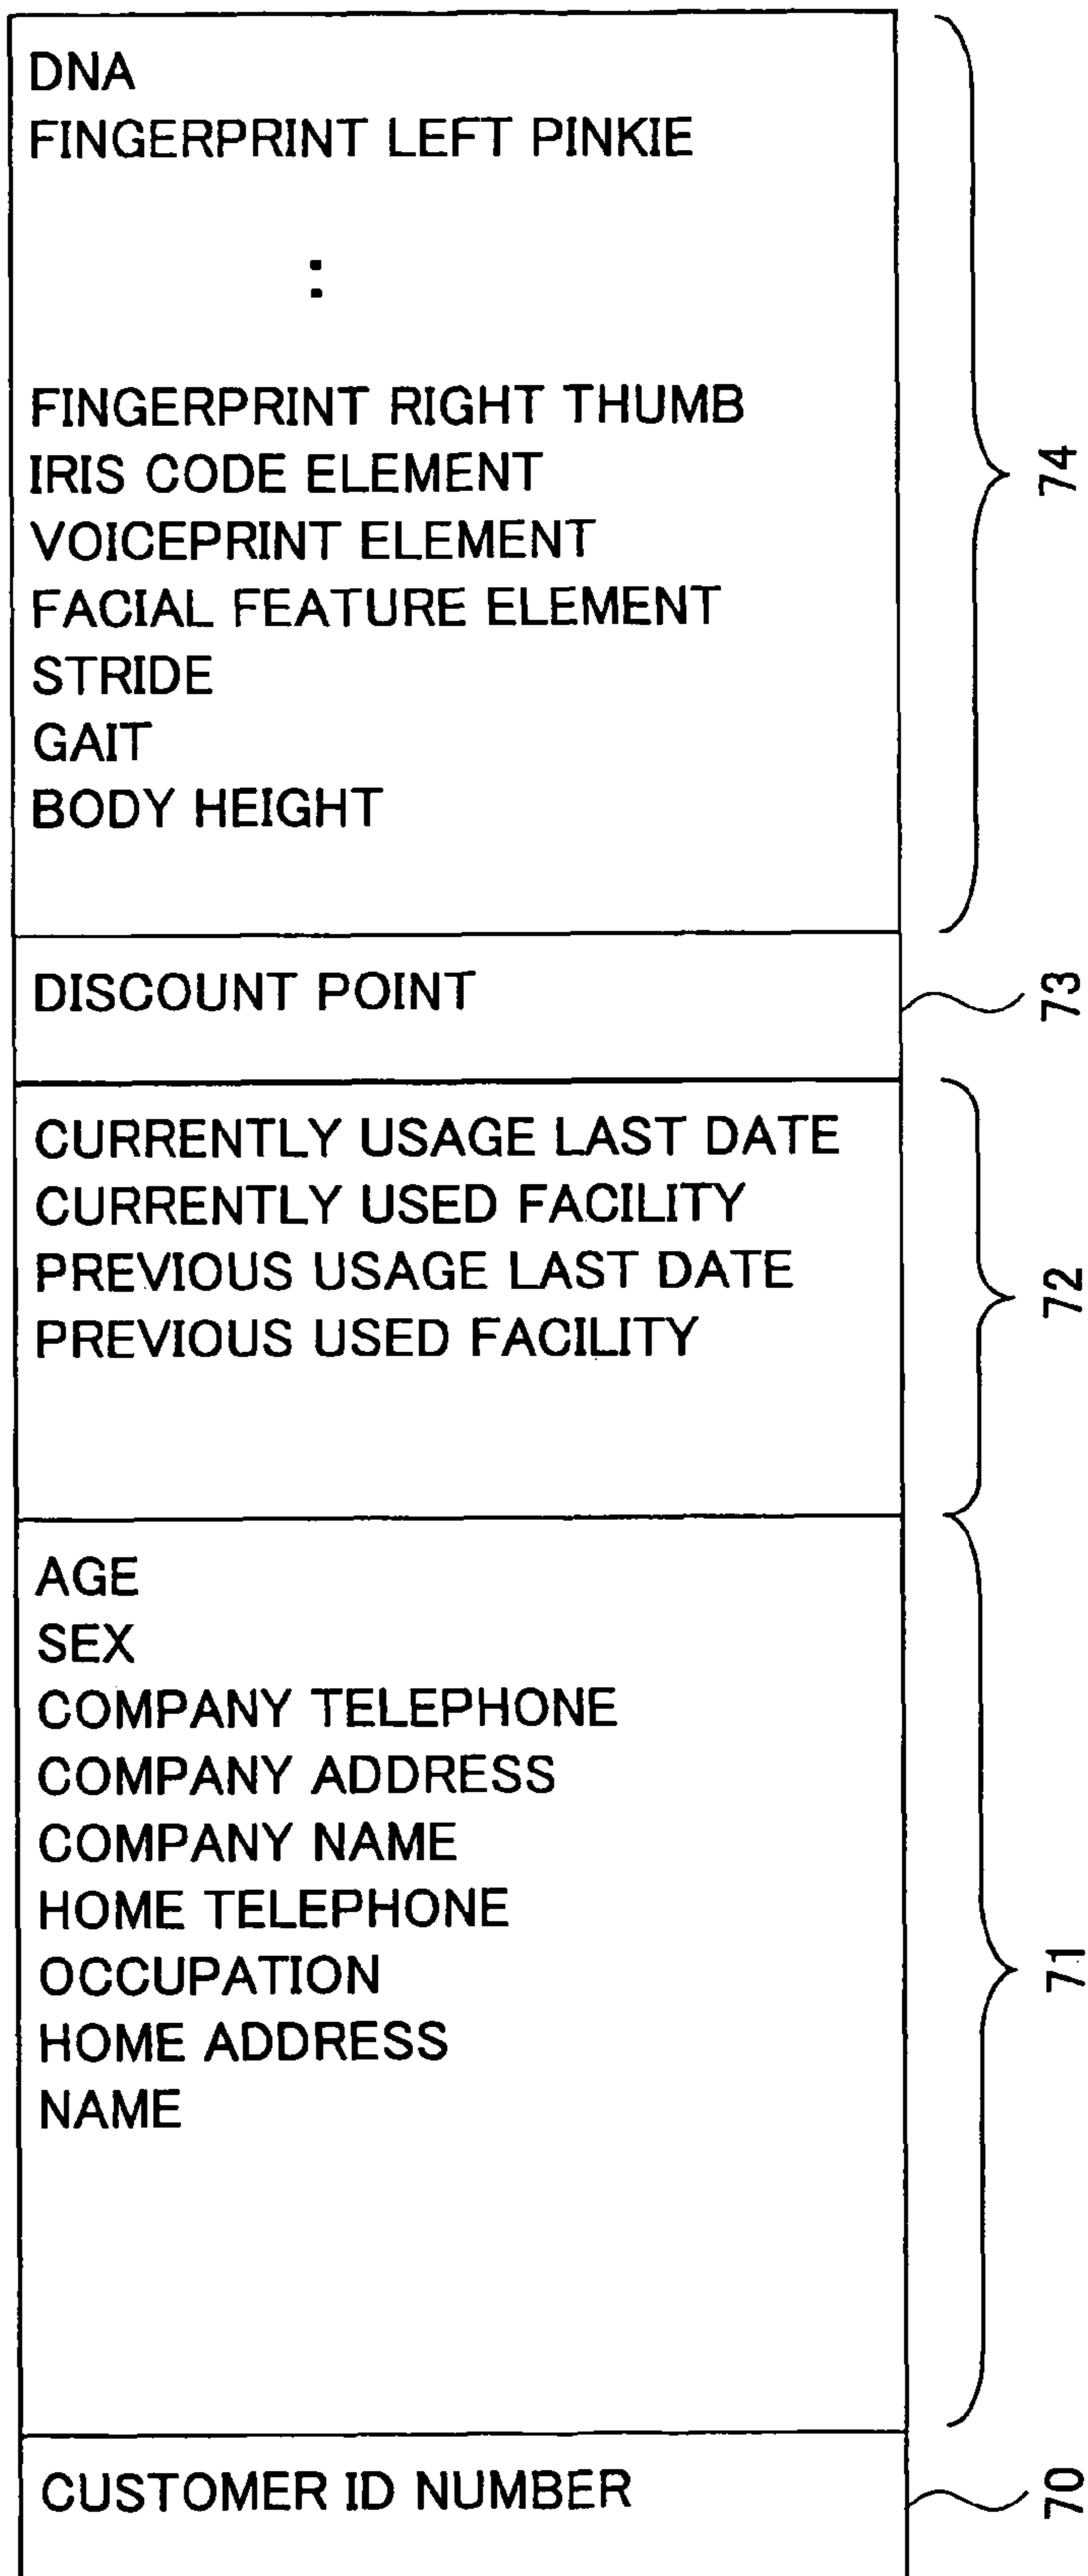 DNA
FINGERPRINT LEFT PINKIE
:
FINGERPRINT RIGHT THUMB
IRIS CODE ELEMENT
VOICEPRINT ELEMENT
FACIAL FEATURE ELEMENT
STRIDE
GAIT
BODY HEIGHT
74
DISCOUNT POINT
73
CURRENTLY USAGE LAST DATE
CURRENTLY USED FACILITY
PREVIOUS USAGE LAST DATE
PREVIOUS USED FACILITY
72
AGE
SEX
COMPANY TELEPHONE
COMPANY ADDRESS
COMPANY NAME
HOME TELEPHONE
OCCUPATION
HOME ADDRESS
NAME
71
CUSTOMER ID NUMBER
70